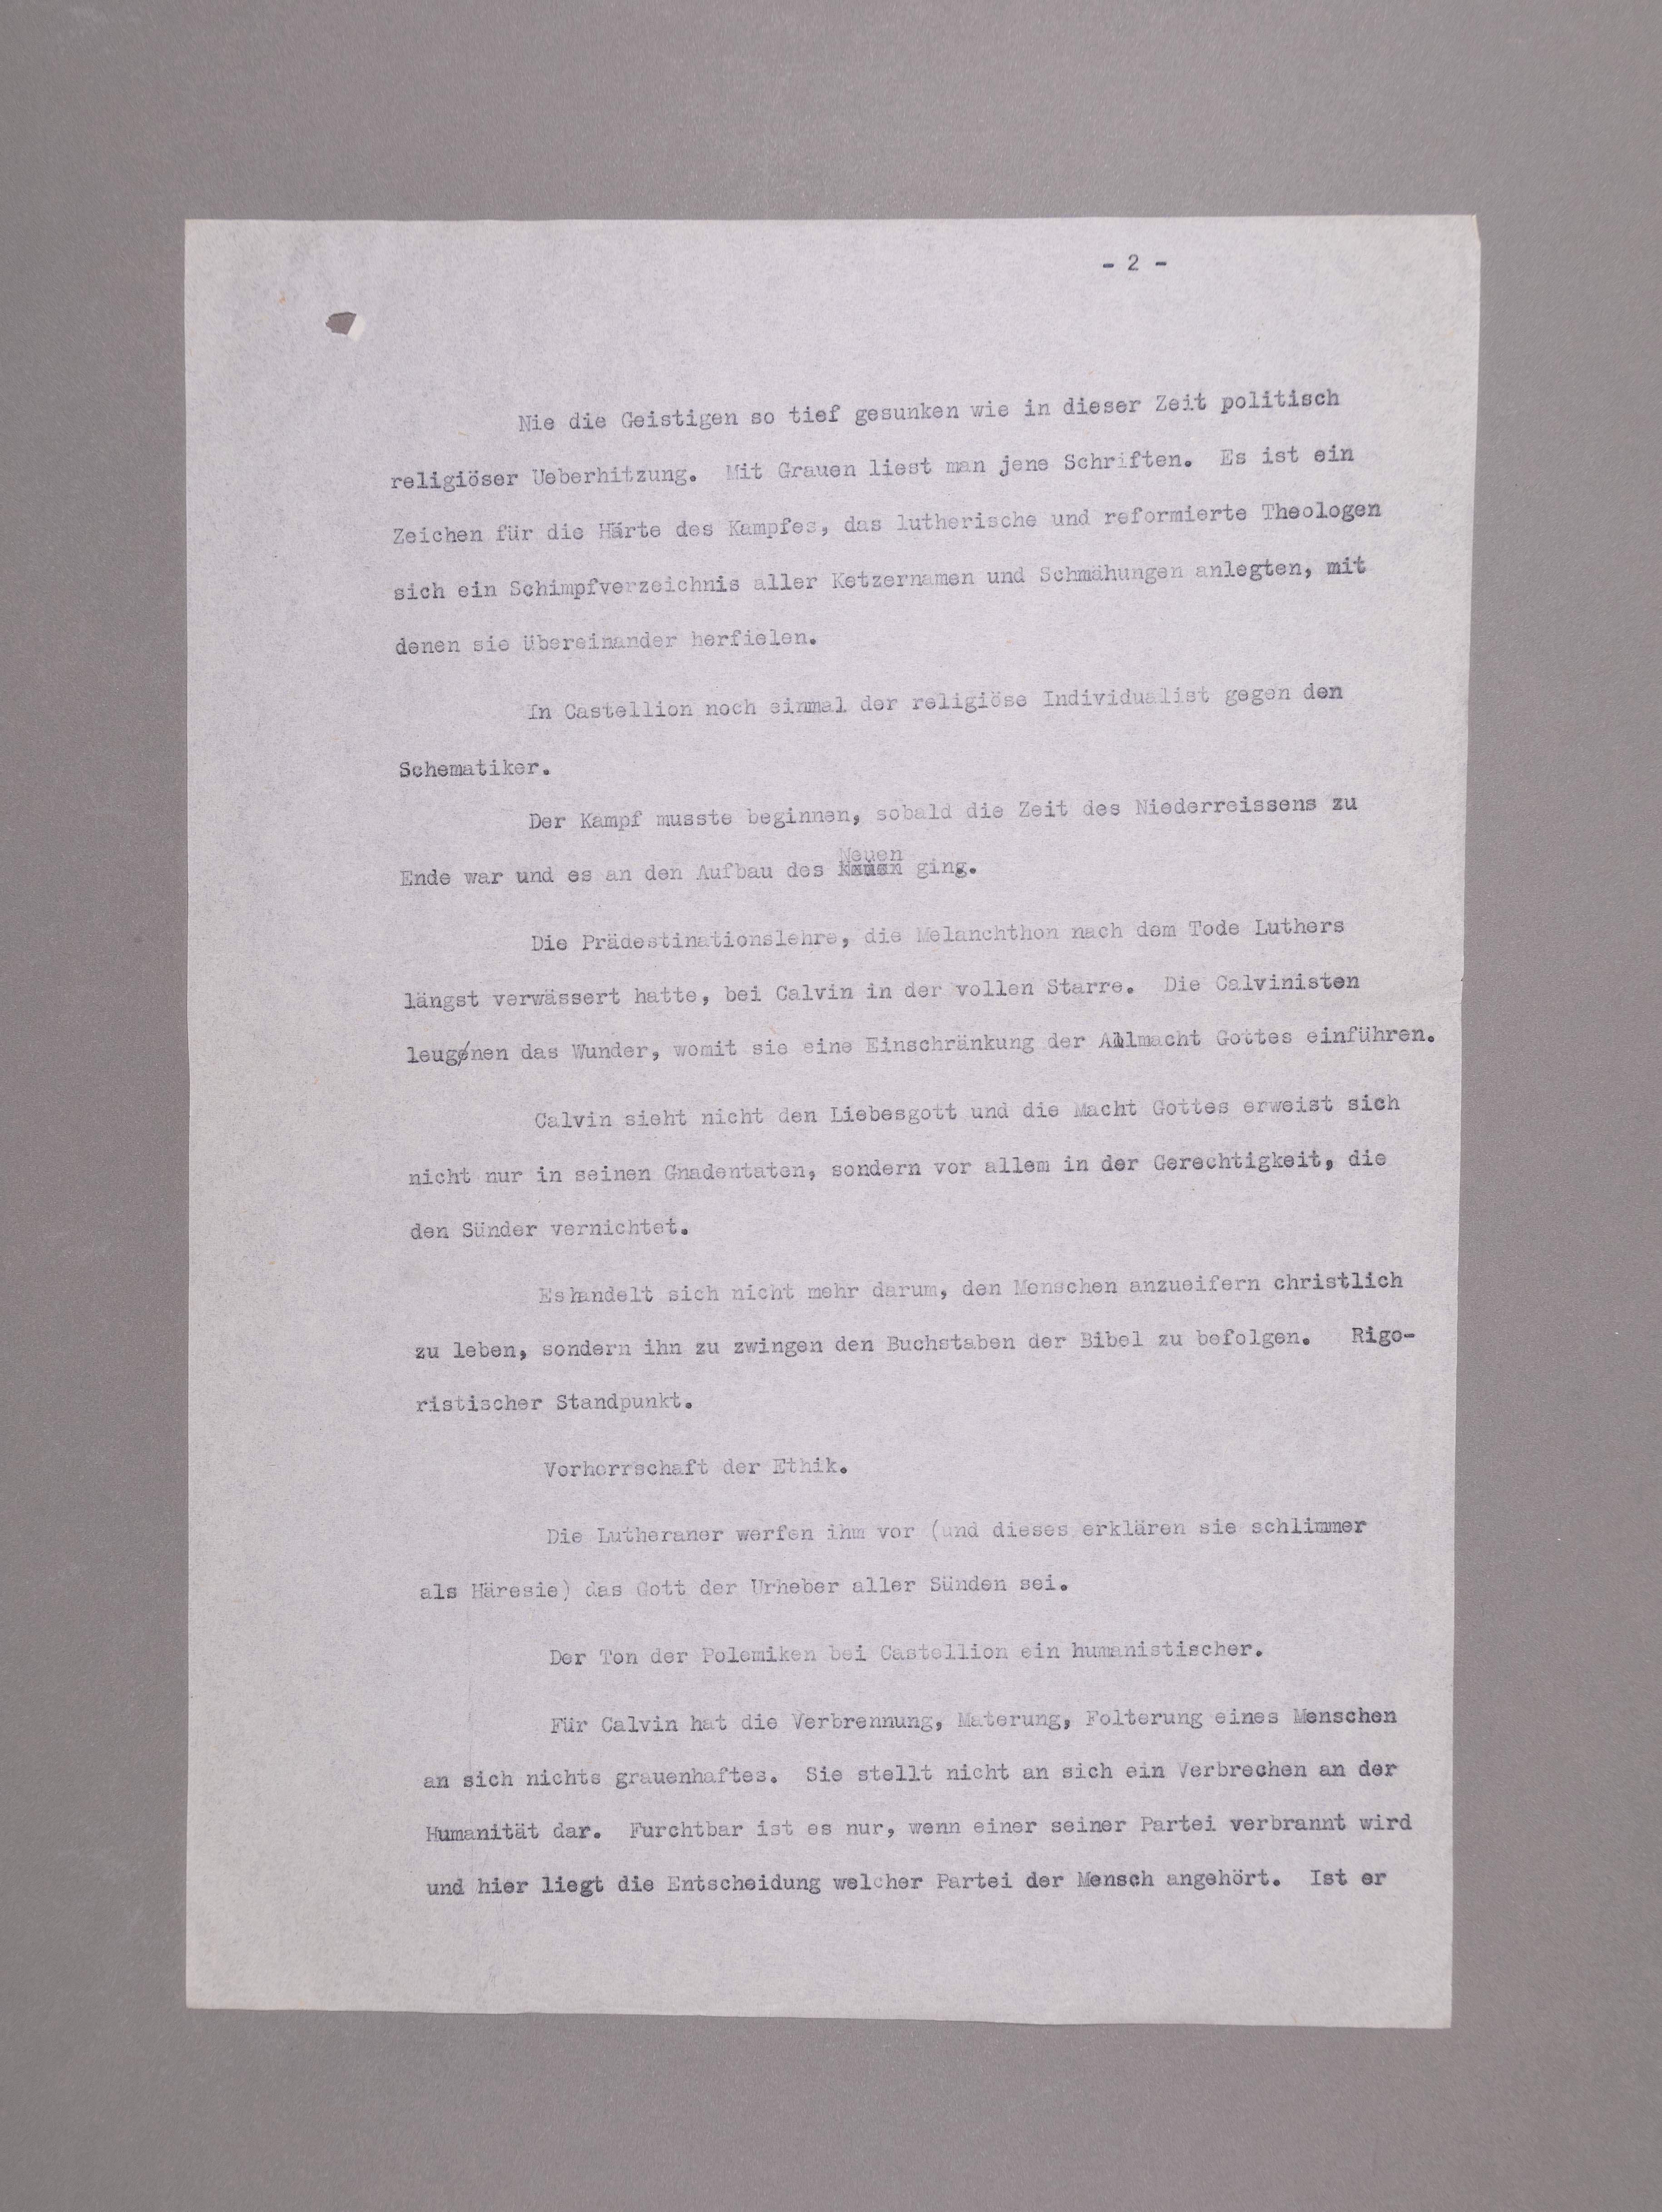 - 2 -
Nie die Geistigen so tief gesunken wie in dieser Zeit politisch
religiöser Ueberhitzung. Mit Grauen liest man jene Schriften. Es ist ein
Zeichen für die Härte des Kampfes, das lutherische und reformierte Theologen
sich ein Schimpfverzeichnis aller Ketzernamen und Schmähungen anlegten, mit
denen sie übereinander herfielen.
In Castellion noch einmal der religiöse Individualist gegen den
Schematiker.
Der Kampf musste beginnen, sobald die Zeit des Niederreissens zu
Neuen
Ende war und es an den Aufbau des ging.
Die Prädestinationslehre, die Melanchthon nach dem Tode Luthers
längst verwässert hatte, bei Calvin in der vollen Starre. Die Calvinisten
leugnen das Wunder, womit sie eine Einschränkung der Allmacht Gottes einführen.
Calvin sieht nicht den Liebesgott und die Macht Gottes erweist sich
nicht nur in seinen Gnadentaten, sondern vor allem in der Gerechtigkeit, die
den Sünder vernichtet.
Eshandelt sich nicht mehr darum, den Menschen anzueifern christlich
zu leben, sondern ihn zu zwingen den Buchstaben der Bibel zu befolgen. Rigo-
ristischer Standpunkt.
Vorherrschaft der Ethik.
Die Lutheraner werfen ihm vor (und dieses erklären sie schlimmer
als Häresie) das Gott der Urheber aller Sünden sei.
Der Ton der Polemiken bei Castellion ein humanistischer.
Für Calvin hat die Verbrennung, Materung, Folterung eines Menschen
an sich nichts grauenhaftes. Sie stellt nicht an sich ein Verbrechen an der
Humanität dar. Furchtbar ist es nur, wenn einer seiner Partei verbrannt wird
und hier liegt die Entscheidung welcher Partei der Mensch angehört. Ist er